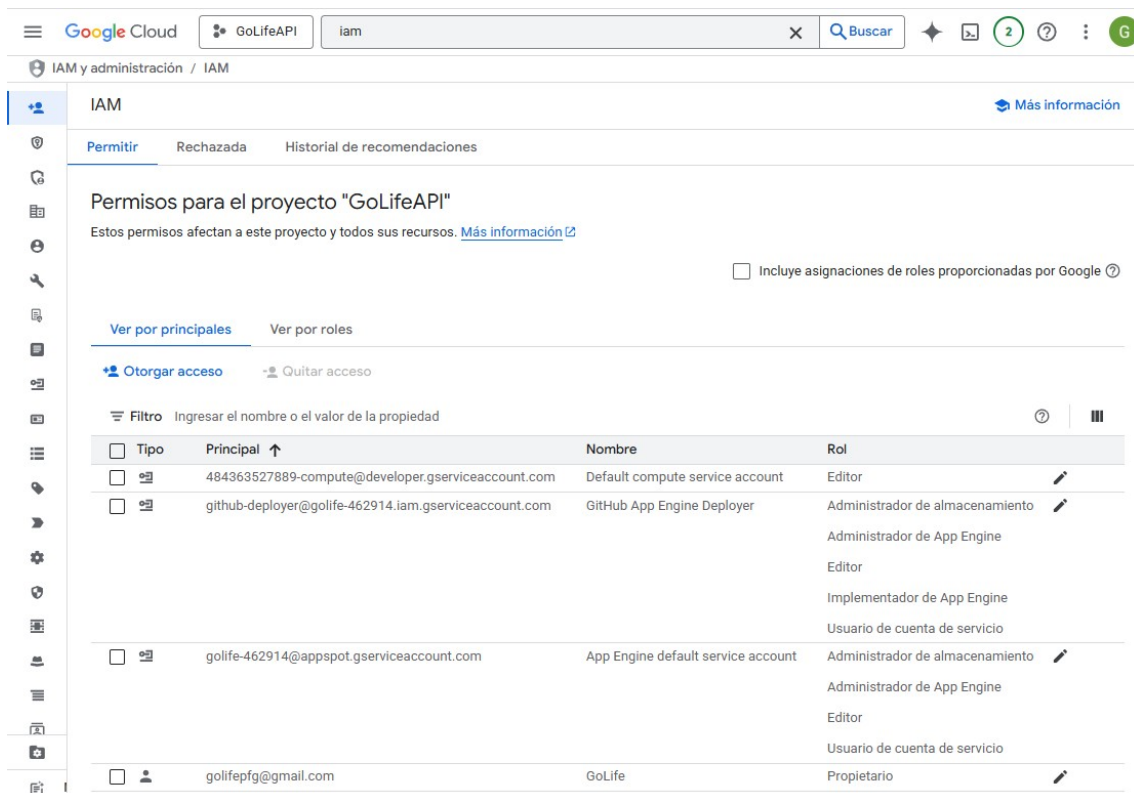 Google Cloud GoLifeAPI iam Buscar 2 G
IAM y administración / IAM
IAM Más información
Permitir Rechazada Historial de recomendaciones
Permisos para el proyecto "GoLifeAPI"
Estos permisos afectan a este proyecto y todos sus recursos. Más información
Incluye asignaciones de roles proporcionadas por Google
Ver por principales Ver por roles
Otorgar acceso Quitar acceso
Filtro Ingresar el nombre o el valor de la propiedad
Tipo Principal Nombre Rol
484363527889-compute@developer.gserviceaccount.com Default compute service account Editor
github-deployer@golife-462914.iam.gserviceaccount.com GitHub App Engine Deployer Administrador de almacenamiento
Administrador de App Engine
Editor
Implementador de App Engine
Usuario de cuenta de servicio
golife-462914@appspot.gserviceaccount.com App Engine default service account Administrador de almacenamiento
Administrador de App Engine
Editor
Usuario de cuenta de servicio
golifepfg@gmail.com GoLife Propietario